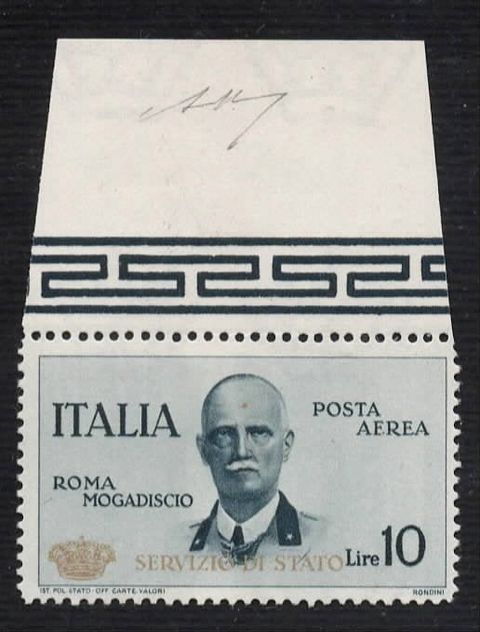 ITALIA
POSTA
AEREA
ROMA
MOGADISCIO
SERVIZIO DI STATO
Lire 10
IST. POL. STATO-OFF. CARTE-VALORI
RONDINI